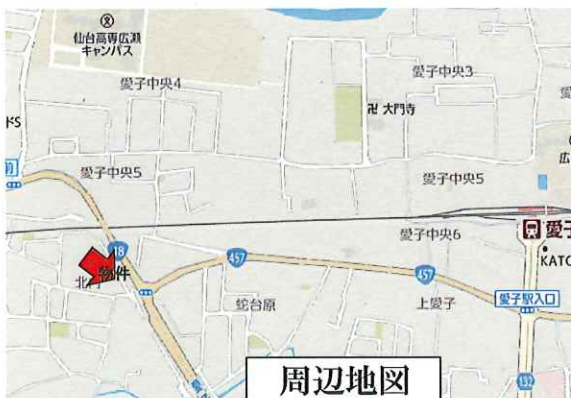 仙台高専広瀬
キャンパス
愛子中央4
愛子中央3
卍 大門寺
前
愛子中央5
愛子中央5
愛子中央6
愛子
KATO
18
物件
北
457
457
蛇台原
上愛子
愛子駅入口
132
周辺地図